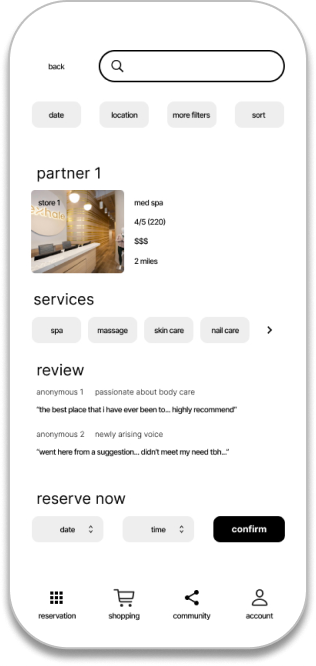 back
date location more filters sort
partner 1
store 1
med spa
4/5 (220)
$$$
2 miles
services
spa massage skin care nail care
review
anonymous 1 passionate about body care
"the best place that i have ever been to... highly recommend"
anonymous 2 newly arising voice
"went here from a suggestion... didn't meet my need tbh..."
reserve now
date time confirm
reservation shopping community account